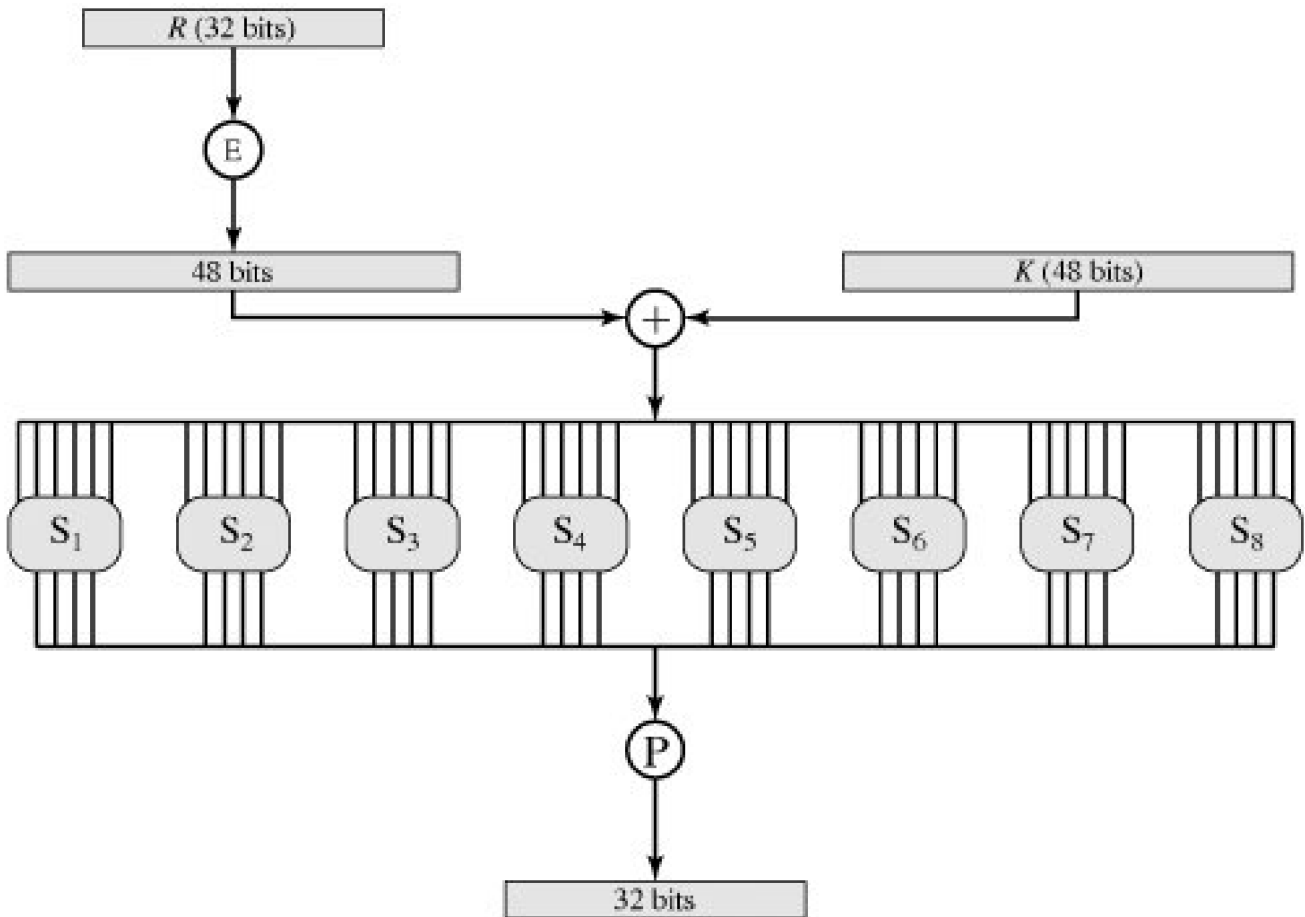 R (32 bits)
E
48 bits
K (48 bits)
+
S₁ S₂ S₃ S₄ S₅ S₆ S₇ S₈
P
32 bits